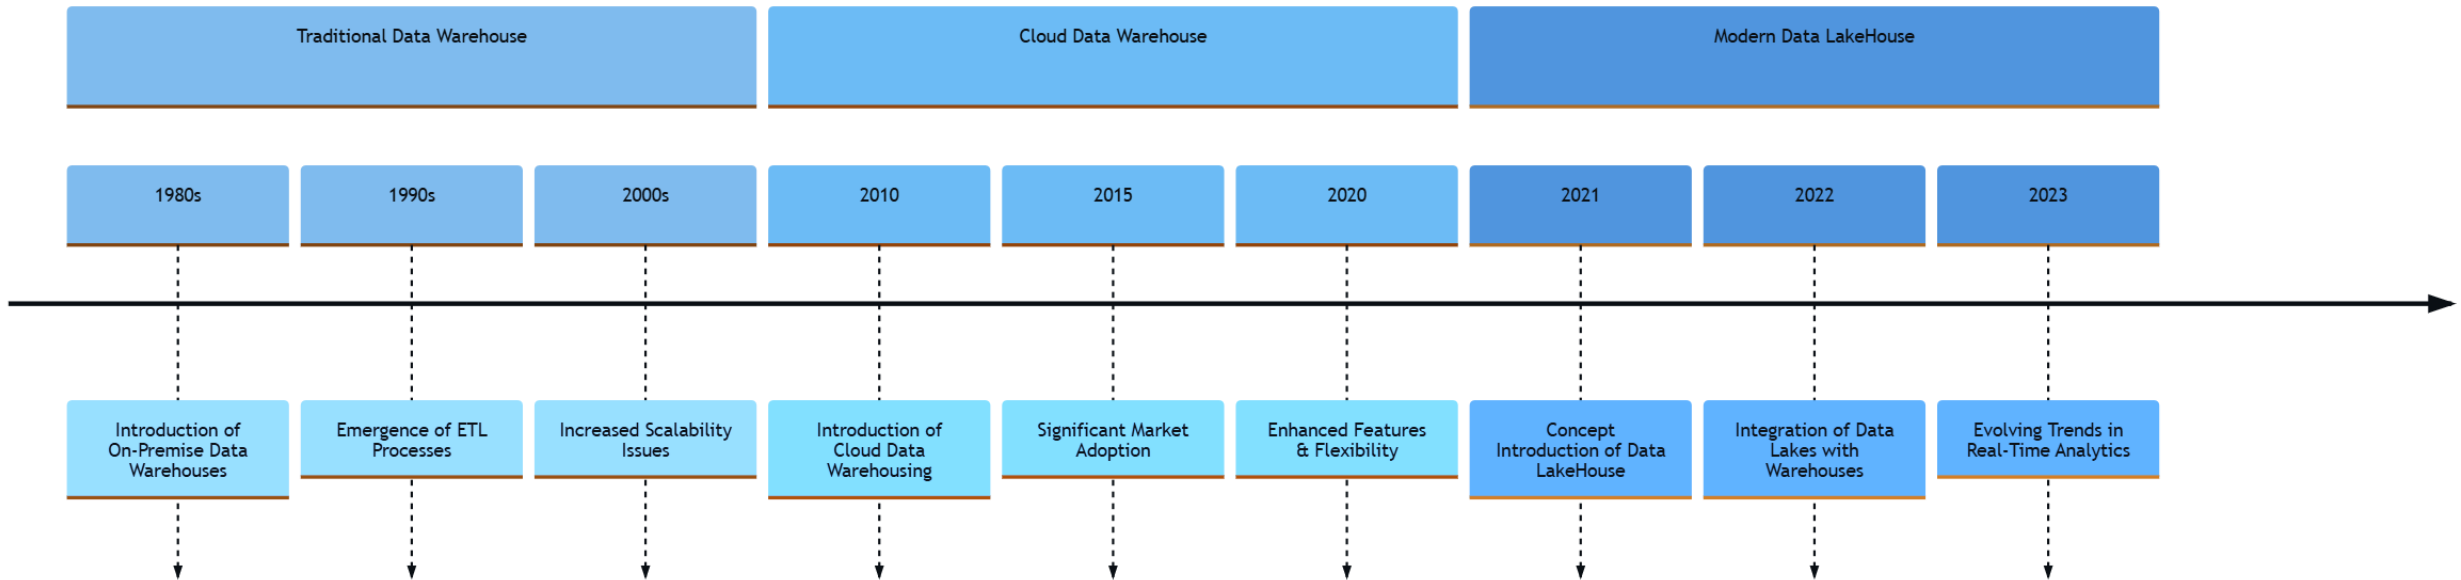 Traditional Data Warehouse
Cloud Data Warehouse
Modern Data LakeHouse
1980s
1990s
2000s
2010
2015
2020
2021
2022
2023
Introduction of
On-Premise Data
Warehouses
Emergence of ETL
Processes
Increased Scalability
Issues
Introduction of
Cloud Data
Warehousing
Significant Market
Adoption
Enhanced Features
& Flexibility
Concept
Introduction of Data
LakeHouse
Integration of Data
Lakes with
Warehouses
Evolving Trends in
Real-Time Analytics